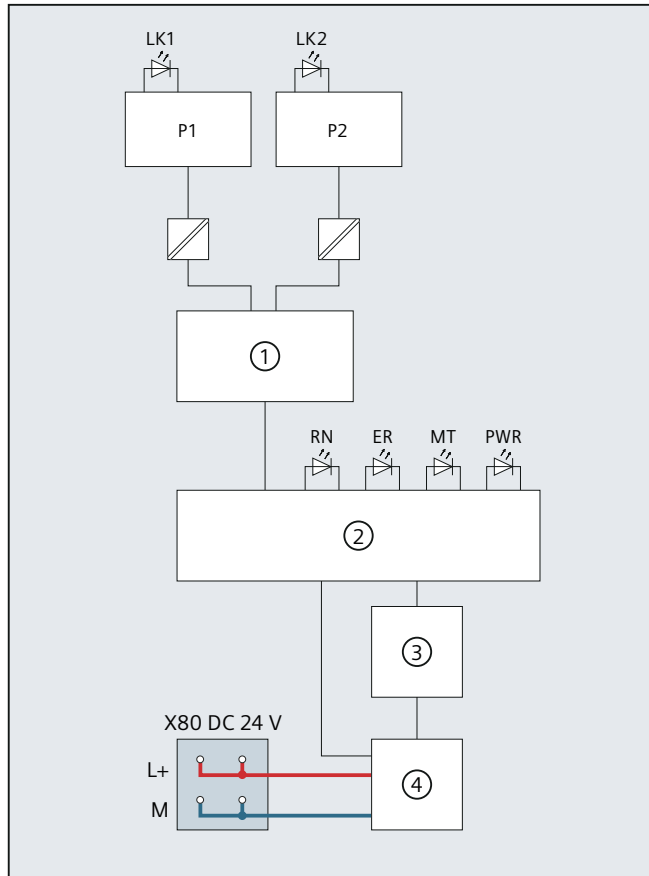 LK1 LK2
P1 P2
①
RN ER MT PWR
②
③
X80 DC 24 V
L+
④
M